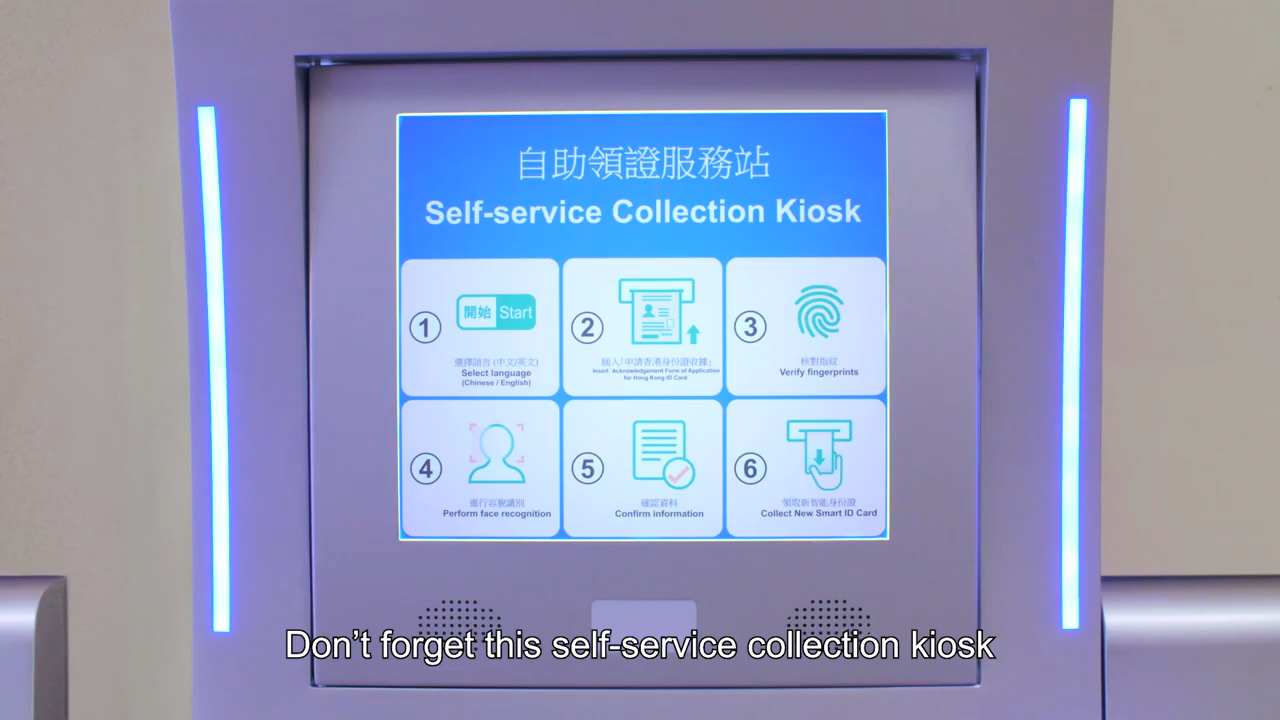 自助領證服務站
Self-service Collection Kiosk
1
開始 Start
選擇語言 (中文/英文)
Select language
(Chinese / English)
2
插入「申請香港身份證收據」
Insert `Acknowledgement Form of Application
for Hong Kong ID Card
3
核對指紋
Verify fingerprints
4
進行容貌識別
Perform face recognition
5
確認資料
Confirm information
6
領取新智能身份證
Collect New Smart ID Card
Don't forget this self-service collection kiosk